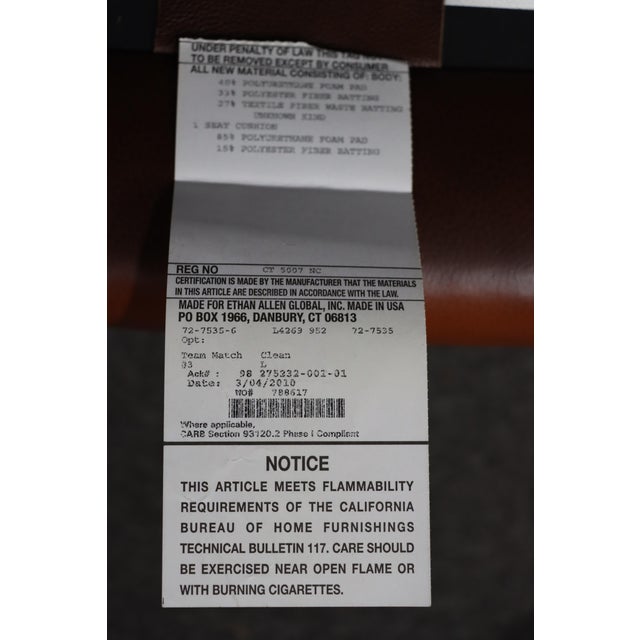 UNDER PENALTY OF LAW THIS TAG
TO BE REMOVED EXCEPT BY CONSUMER
ALL NEW MATERIAL CONSISTING OF: BODY:
40% POLYURETHANE FOAM PAD
33% POLYESTER FIBER BATTING
27% TEXTILE FIBER WASTE BATTING
UNKNOWN KIND
1 SEAT CUSHION
85% POLYURETHANE FOAM PAD
15% POLYESTER FIBER BATTING
REG NO CT 5007 NC
CERTIFICATION IS MADE BY THE MANUFACTURER THAT THE MATERIALS
IN THIS ARTICLE ARE DESCRIBED IN ACCORDANCE WITH THE LAW.
MADE FOR ETHAN ALLEN GLOBAL, INC. MADE IN USA
PO BOX 1966, DANBURY, CT 06813
72-7535-6 L4269 952 72-7535
Opt:
Team Match Clean
03 L
Ack#: 98 275332-001-01
Date: 3/04/2010
WO# 788617
Where applicable,
CARB Section 93120.2 Phase I Compliant
NOTICE
THIS ARTICLE MEETS FLAMMABILITY
REQUIREMENTS OF THE CALIFORNIA
BUREAU OF HOME FURNISHINGS
TECHNICAL BULLETIN 117. CARE SHOULD
BE EXERCISED NEAR OPEN FLAME OR
WITH BURNING CIGARETTES.